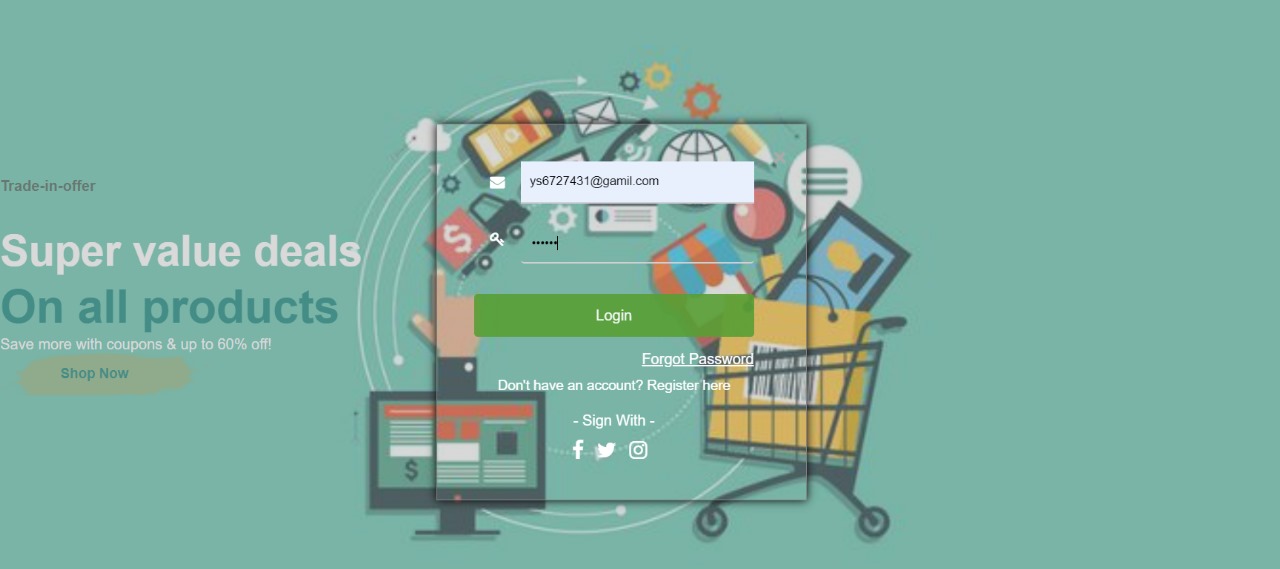 Trade-in-offer
Super value deals
On all products
Save more with coupons & up to 60% off!
Shop Now
ys6727431@gamil.com
••••••
Login
Forgot Password
Don't have an account? Register here
- Sign With -